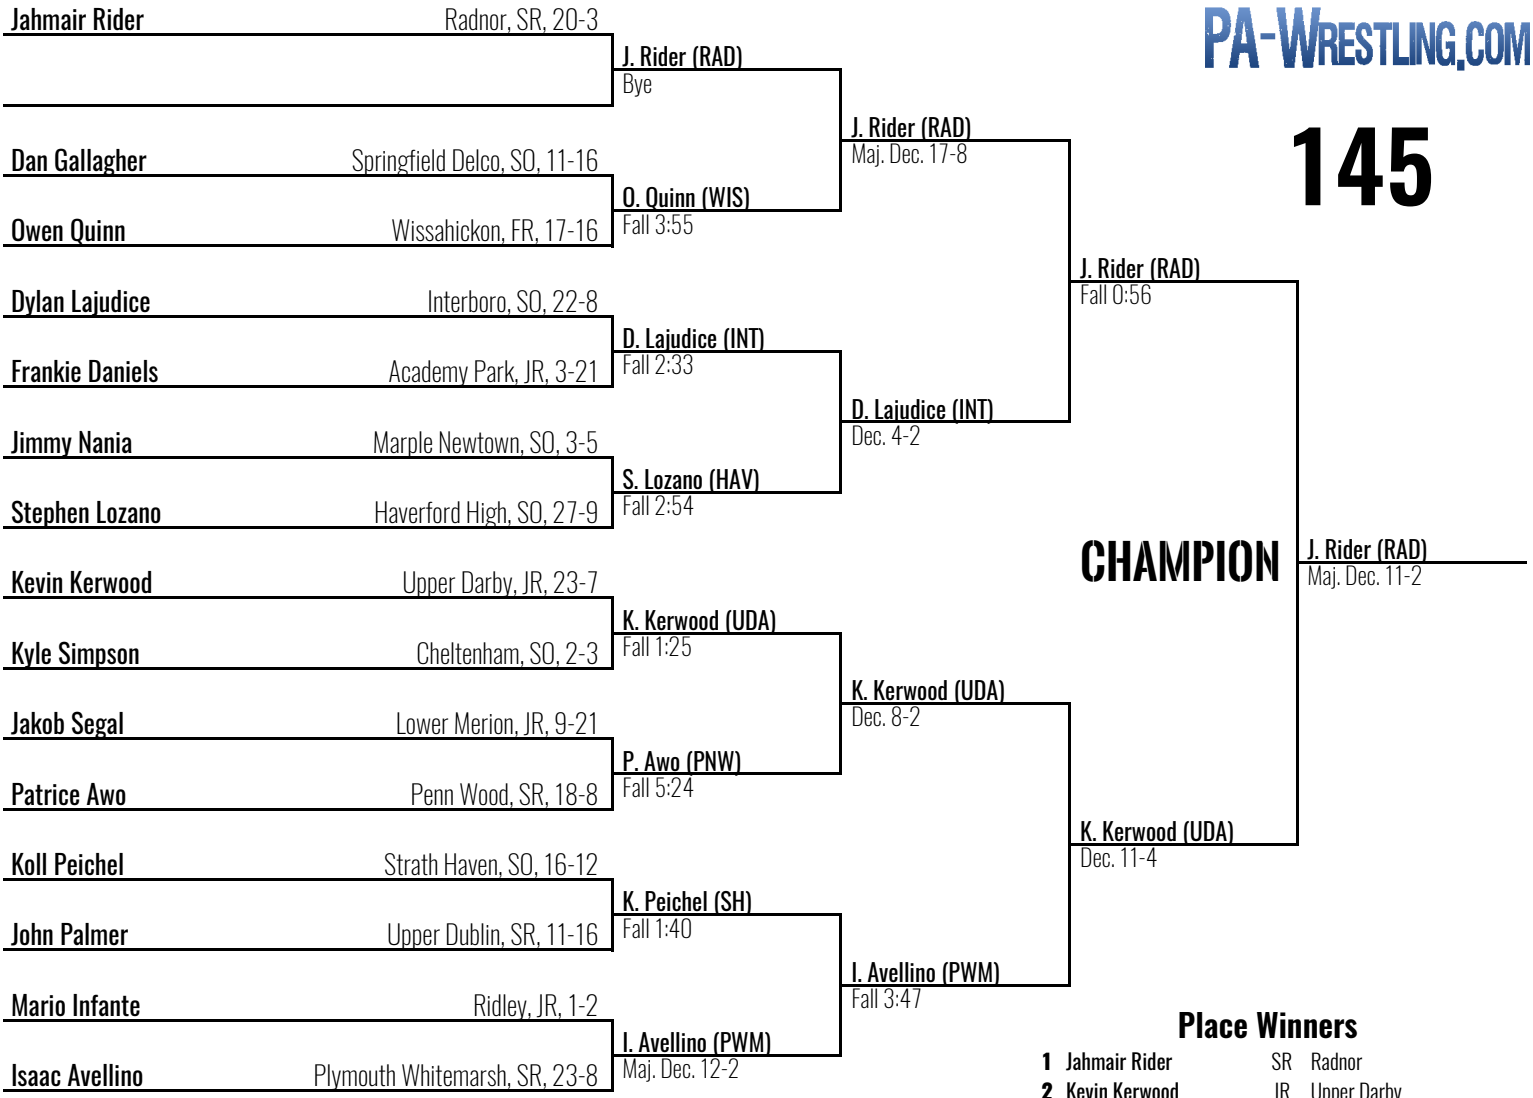 Jahmair Rider Radnor, SR, 20-3
PA-WRESTLING.COM
J. Rider (RAD)
Bye
J. Rider (RAD)
Maj. Dec. 17-8
145
Dan Gallagher Springfield Delco, SO, 11-16
O. Quinn (WIS)
Fall 3:55
Owen Quinn Wissahickon, FR, 17-16
J. Rider (RAD)
Fall 0:56
Dylan Lajudice Interboro, SO, 22-8
D. Lajudice (INT)
Fall 2:33
Frankie Daniels Academy Park, JR, 3-21
D. Lajudice (INT)
Dec. 4-2
Jimmy Nania Marple Newtown, SO, 3-5
S. Lozano (HAV)
Fall 2:54
Stephen Lozano Haverford High, SO, 27-9
CHAMPION
J. Rider (RAD)
Maj. Dec. 11-2
Kevin Kerwood Upper Darby, JR, 23-7
K. Kerwood (UDA)
Fall 1:25
Kyle Simpson Cheltenham, SO, 2-3
K. Kerwood (UDA)
Dec. 8-2
Jakob Segal Lower Merion, JR, 9-21
P. Awo (PNW)
Fall 5:24
Patrice Awo Penn Wood, SR, 18-8
K. Kerwood (UDA)
Dec. 11-4
Koll Peichel Strath Haven, SO, 16-12
K. Peichel (SH)
Fall 1:40
John Palmer Upper Dublin, SR, 11-16
I. Avellino (PWM)
Fall 3:47
Mario Infante Ridley, JR, 1-2
I. Avellino (PWM)
Maj. Dec. 12-2
Isaac Avellino Plymouth Whitemarsh, SR, 23-8
Place Winners
1 Jahmair Rider SR Radnor
2 Kevin Kerwood JR Upper Darby